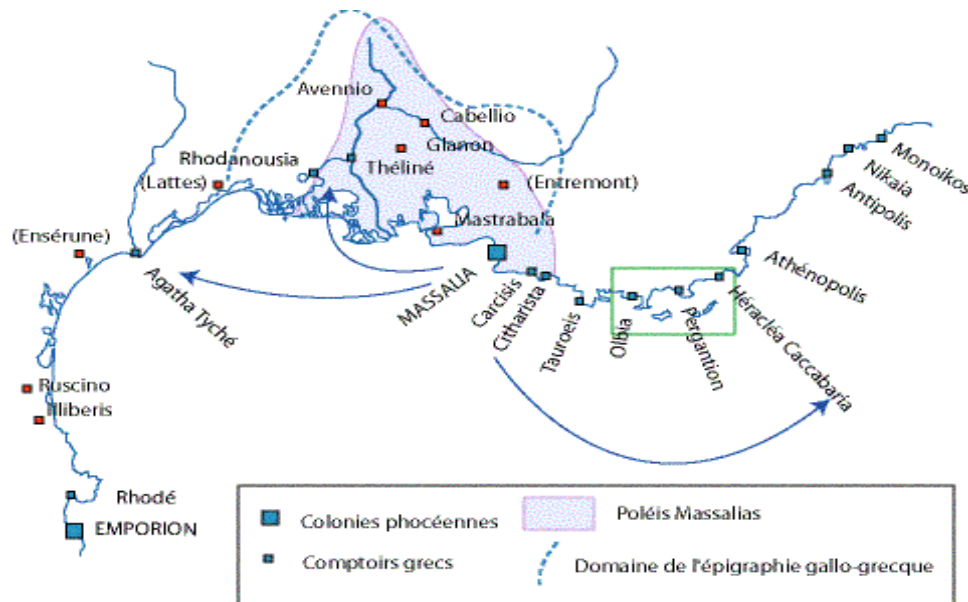 Avennio
Cabellio
Glanon
Rhodanousia
Théliné
(Lattes)
(Entremont)
Monoikos
Nikaia
Antipolis
Mastrabala
(Ensérune)
Agatha Tyché
MASSALIA
Carcisis
Citharista
Tauroeis
Olbia
Pergantion
Héracléa Caccabaria
Athénopolis
Ruscino
Illiberis
Rhodé
EMPORION
Colonies phocéennes
Poléis Massalias
Comptoirs grecs
Domaine de l'épigraphie gallo-grecque